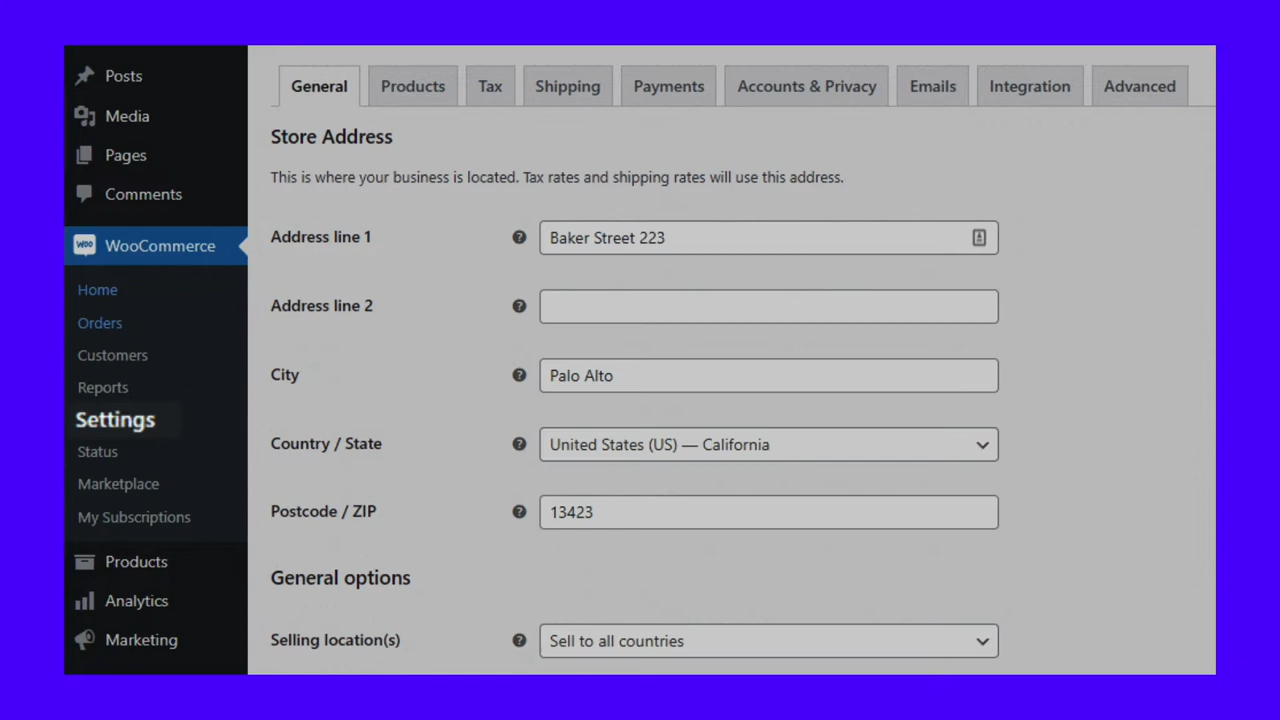 Posts
Media
Pages
Comments
woo WooCommerce
Home
Orders
Customers
Reports
Settings
Status
Marketplace
My Subscriptions
Products
Analytics
Marketing
General Products Tax Shipping Payments Accounts & Privacy Emails Integration Advanced
Store Address
This is where your business is located. Tax rates and shipping rates will use this address.
Address line 1 ? Baker Street 223
Address line 2 ?
City ? Palo Alto
Country / State ? United States (US) — California
Postcode / ZIP ? 13423
General options
Selling location(s) ? Sell to all countries